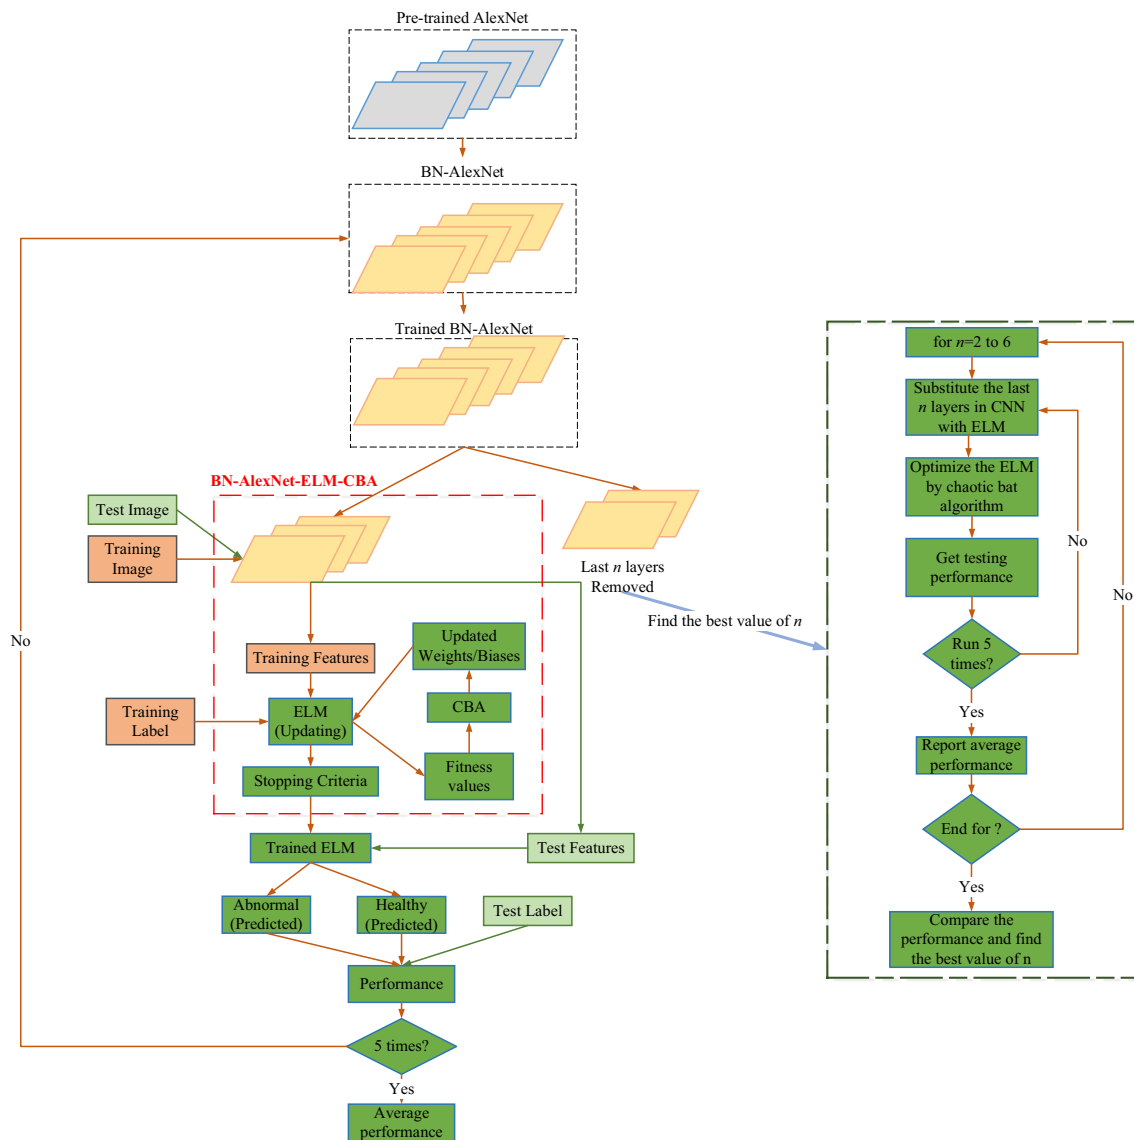 Pre-trained AlexNet
BN-AlexNet
Trained BN-AlexNet
BN-AlexNet-ELM-CBA
Test Image
Training
Image
Last n layers
Removed
Find the best value of n
No
Training Features
Updated
Weights/Biases
Training
Label
ELM
(Updating)
CBA
Stopping Criteria
Fitness
values
Trained ELM
Test Features
Abnormal
(Predicted)
Healthy
(Predicted)
Test Label
Performance
5 times?
Yes
Average
performance
for n=2 to 6
Substitute the last
n layers in CNN
with ELM
Optimize the ELM
by chaotic bat
algorithm
No
Get testing
performance
No
Run 5
times?
Yes
Report average
performance
End for ?
Yes
Compare the
performance and find
the best value of n